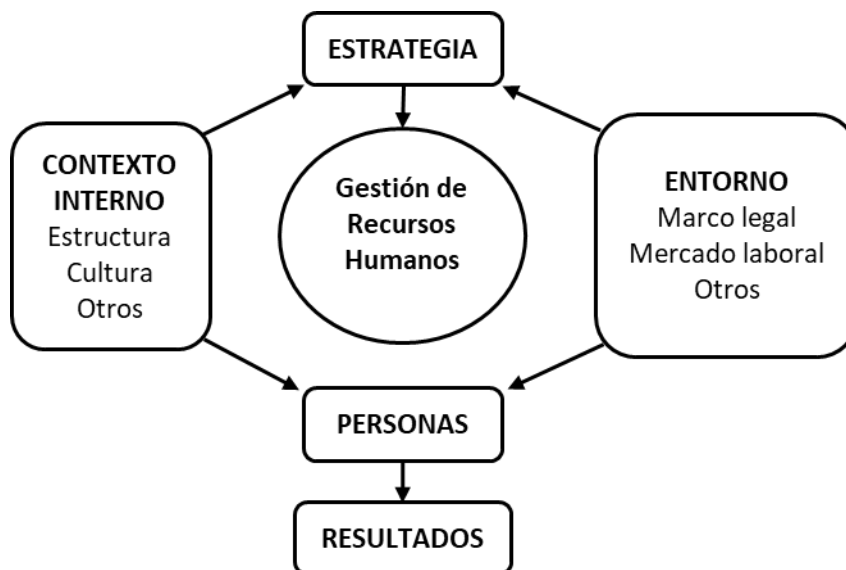 ESTRATEGIA
CONTEXTO
INTERNO
Estructura
Cultura
Otros
Gestión de
Recursos
Humanos
ENTORNO
Marco legal
Mercado laboral
Otros
PERSONAS
RESULTADOS